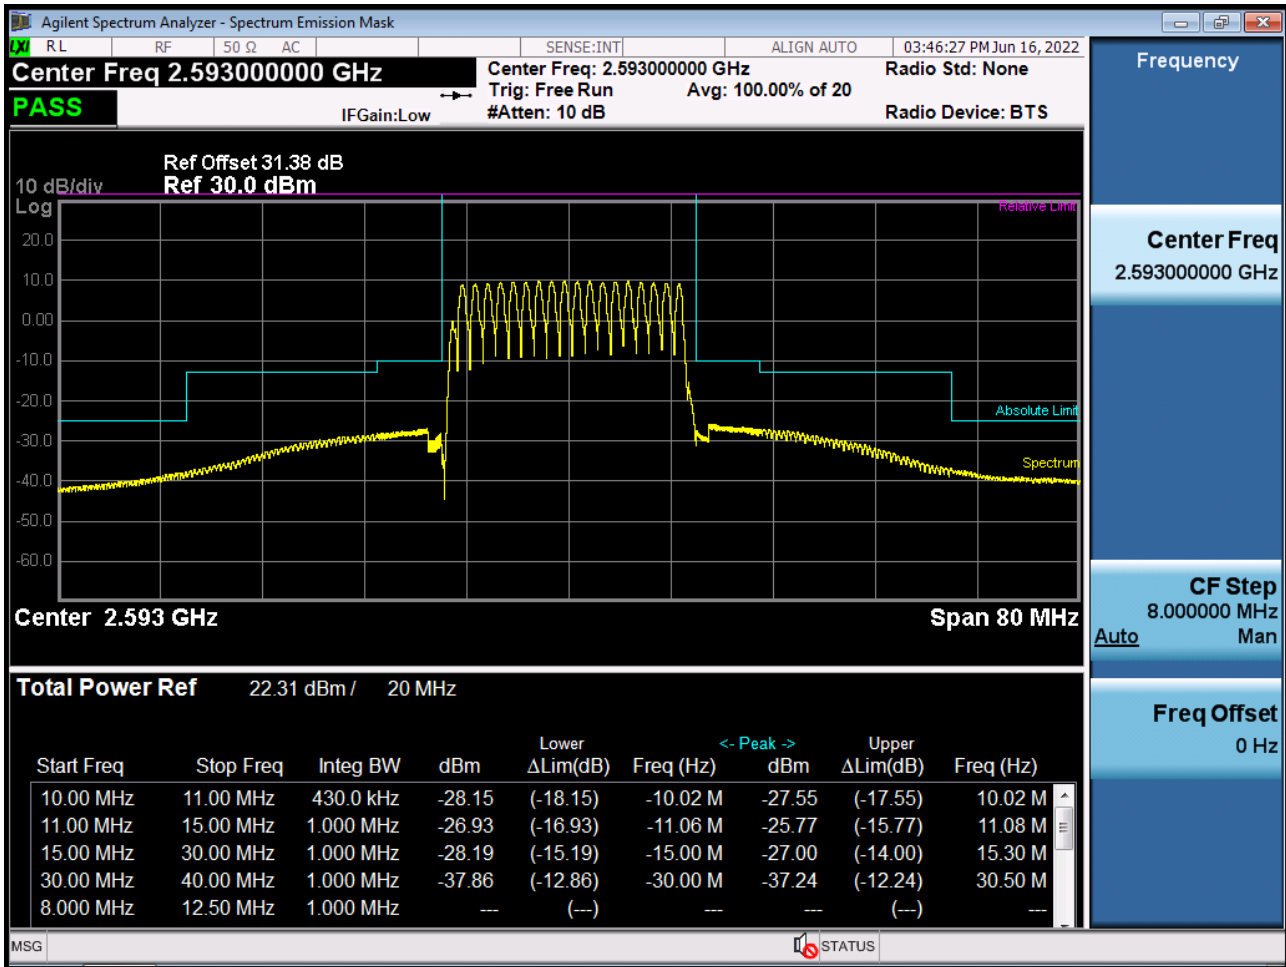 Agilent Spectrum Analyzer - Spectrum Emission Mask
LXI RL RF 50 Ω AC SENSE:INT ALIGN AUTO 03:46:27 PM Jun 16, 2022
Center Freq 2.593000000 GHz
Center Freq: 2.593000000 GHz
Radio Std: None
Trig: Free Run Avg: 100.00% of 20
PASS
IFGain:Low
#Atten: 10 dB
Radio Device: BTS
Ref Offset 31.38 dB
10 dB/div Ref 30.0 dBm
Log
Relative Limit
20.0
10.0
0.00
-10.0
-20.0
Absolute Limit
-30.0
Spectrum
-40.0
-50.0
-60.0
Center 2.593 GHz
Span 80 MHz
Total Power Ref 22.31 dBm / 20 MHz
Lower <- Peak -> Upper
Start Freq Stop Freq Integ BW dBm ΔLim(dB) Freq (Hz) dBm ΔLim(dB) Freq (Hz)
10.00 MHz 11.00 MHz 430.0 kHz -28.15 (-18.15) -10.02 M -27.55 (-17.55) 10.02 M
11.00 MHz 15.00 MHz 1.000 MHz -26.93 (-16.93) -11.06 M -25.77 (-15.77) 11.08 M
15.00 MHz 30.00 MHz 1.000 MHz -28.19 (-15.19) -15.00 M -27.00 (-14.00) 15.30 M
30.00 MHz 40.00 MHz 1.000 MHz -37.86 (-12.86) -30.00 M -37.24 (-12.24) 30.50 M
8.000 MHz 12.50 MHz 1.000 MHz --- (---) --- --- (---) ---
MSG
STATUS
Frequency
Center Freq
2.593000000 GHz
CF Step
8.000000 MHz
Auto Man
Freq Offset
0 Hz